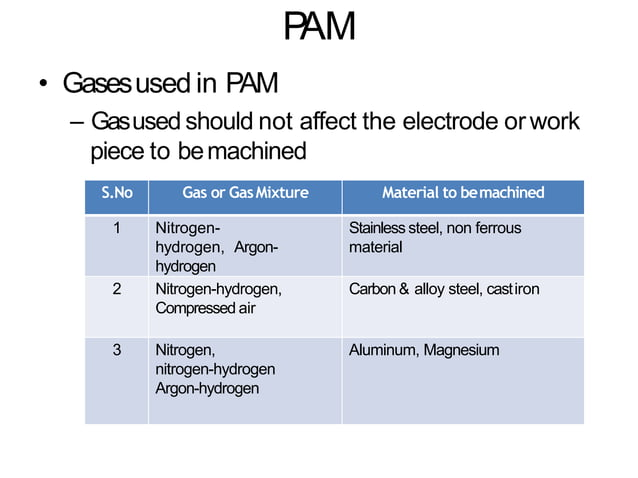 PAM
• Gases used in PAM
– Gas used should not affect the electrode or work
piece to be machined
S.No Gas or Gas Mixture Material to be machined
1 Nitrogen- Stainless steel, non ferrous
hydrogen, Argon- material
hydrogen
2 Nitrogen-hydrogen, Carbon & alloy steel, cast iron
Compressed air
3 Nitrogen, Aluminum, Magnesium
nitrogen-hydrogen
Argon-hydrogen